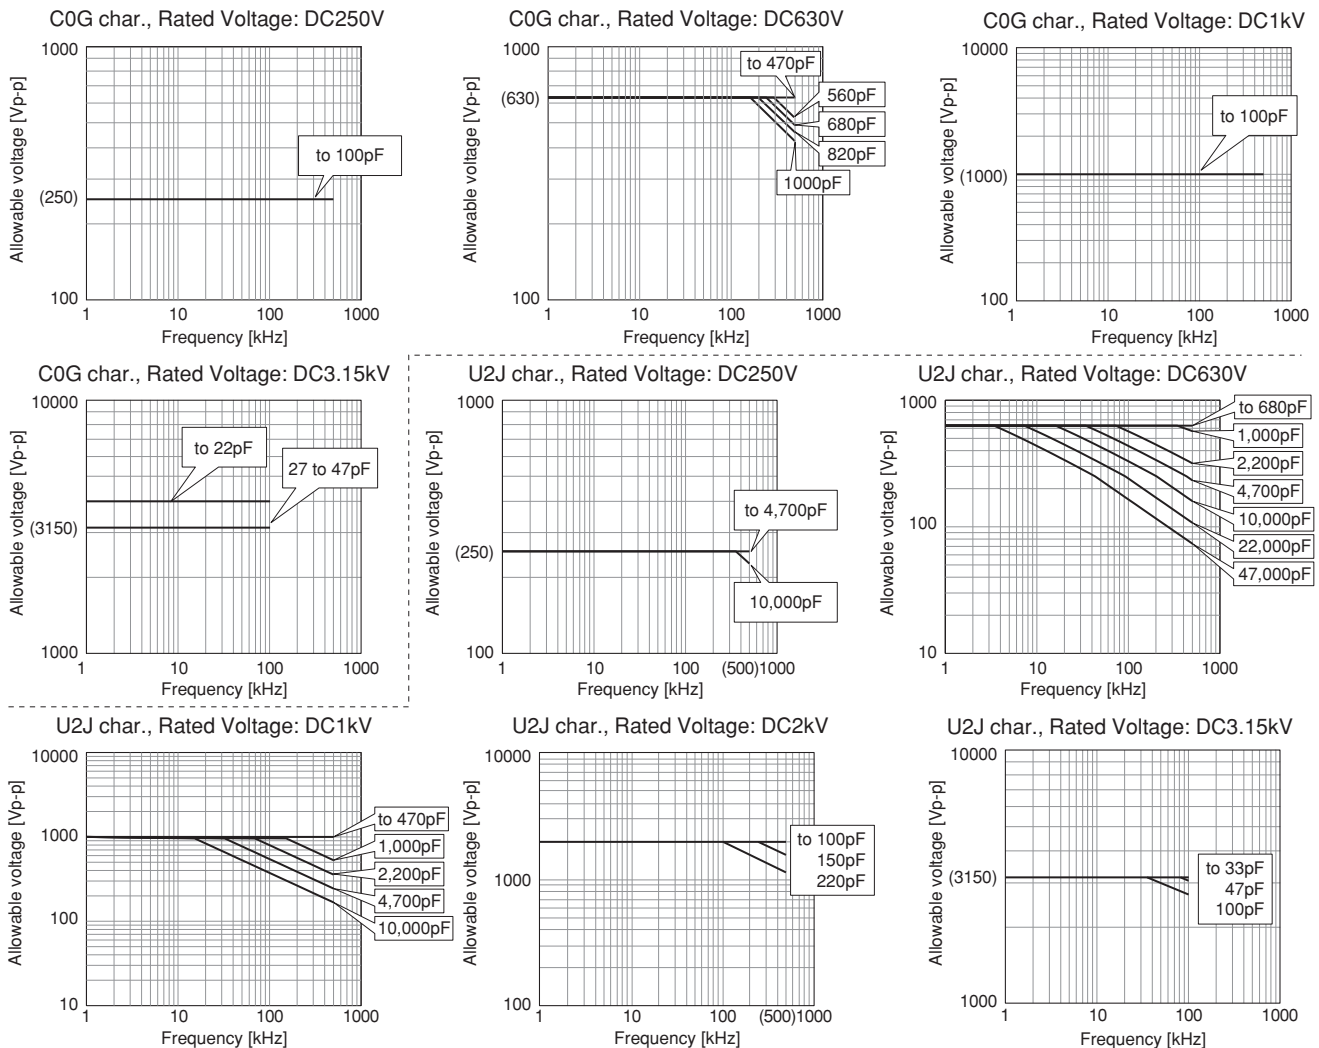 C0G char., Rated Voltage: DC250V
Allowable voltage [Vp-p]
1000
(250)
100
to 100pF
1 10 100 1000
Frequency [kHz]
C0G char., Rated Voltage: DC630V
Allowable voltage [Vp-p]
1000
(630)
100
to 470pF
560pF
680pF
820pF
1000pF
1 10 100 1000
Frequency [kHz]
C0G char., Rated Voltage: DC1kV
Allowable voltage [Vp-p]
10000
(1000)
100
to 100pF
1 10 100 1000
Frequency [kHz]
C0G char., Rated Voltage: DC3.15kV
Allowable voltage [Vp-p]
10000
(3150)
1000
to 22pF
27 to 47pF
1 10 100 1000
Frequency [kHz]
U2J char., Rated Voltage: DC250V
Allowable voltage [Vp-p]
1000
(250)
100
to 4,700pF
10,000pF
1 10 100 (500)1000
Frequency [kHz]
U2J char., Rated Voltage: DC630V
Allowable voltage [Vp-p]
1000
100
10
to 680pF
1,000pF
2,200pF
4,700pF
10,000pF
22,000pF
47,000pF
1 10 100 1000
Frequency [kHz]
U2J char., Rated Voltage: DC1kV
Allowable voltage [Vp-p]
10000
1000
100
10
to 470pF
1,000pF
2,200pF
4,700pF
10,000pF
1 10 100 1000
Frequency [kHz]
U2J char., Rated Voltage: DC2kV
Allowable voltage [Vp-p]
10000
1000
100
to 100pF
150pF
220pF
1 10 100 (500)1000
Frequency [kHz]
U2J char., Rated Voltage: DC3.15kV
Allowable voltage [Vp-p]
10000
(3150)
1000
to 33pF
47pF
100pF
1 10 100 1000
Frequency [kHz]